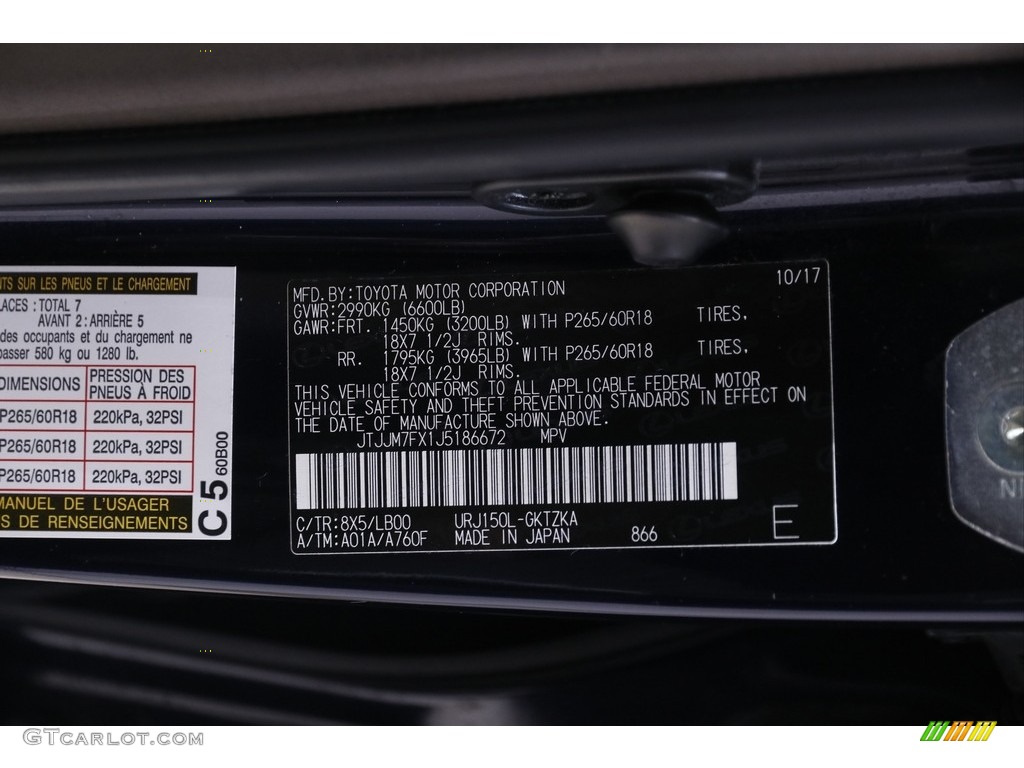 NTS SUR LES PNEUS ET LE CHARGEMENT
LACES : TOTAL 7
AVANT 2 : ARRIÈRE 5
des occupants et du chargement ne
passer 580 kg ou 1280 lb.
DIMENSIONS PRESSION DES PNEUS À FROID
P265/60R18 220kPa, 32PSI
P265/60R18 220kPa, 32PSI
P265/60R18 220kPa, 32PSI
MANUEL DE L'USAGER
S DE RENSEIGNEMENTS
C5 60B00
10/17
MFD. BY:TOYOTA MOTOR CORPORATION
GVWR:2990KG (6600LB)
GAWR:FRT. 1450KG (3200LB) WITH P265/60R18 TIRES,
18X7 1/2J RIMS.
RR. 1795KG (3965LB) WITH P265/60R18 TIRES,
18X7 1/2J RIMS.
THIS VEHICLE CONFORMS TO ALL APPLICABLE FEDERAL MOTOR
VEHICLE SAFETY AND THEFT PREVENTION STANDARDS IN EFFECT ON
THE DATE OF MANUFACTURE SHOWN ABOVE.
JTJJM7FX1J5186672 MPV
C/TR:8X5/LB00 URJ150L-GKTZKA
A/TM:A01A/A760F MADE IN JAPAN 866 E
NI
GTcarlot.com